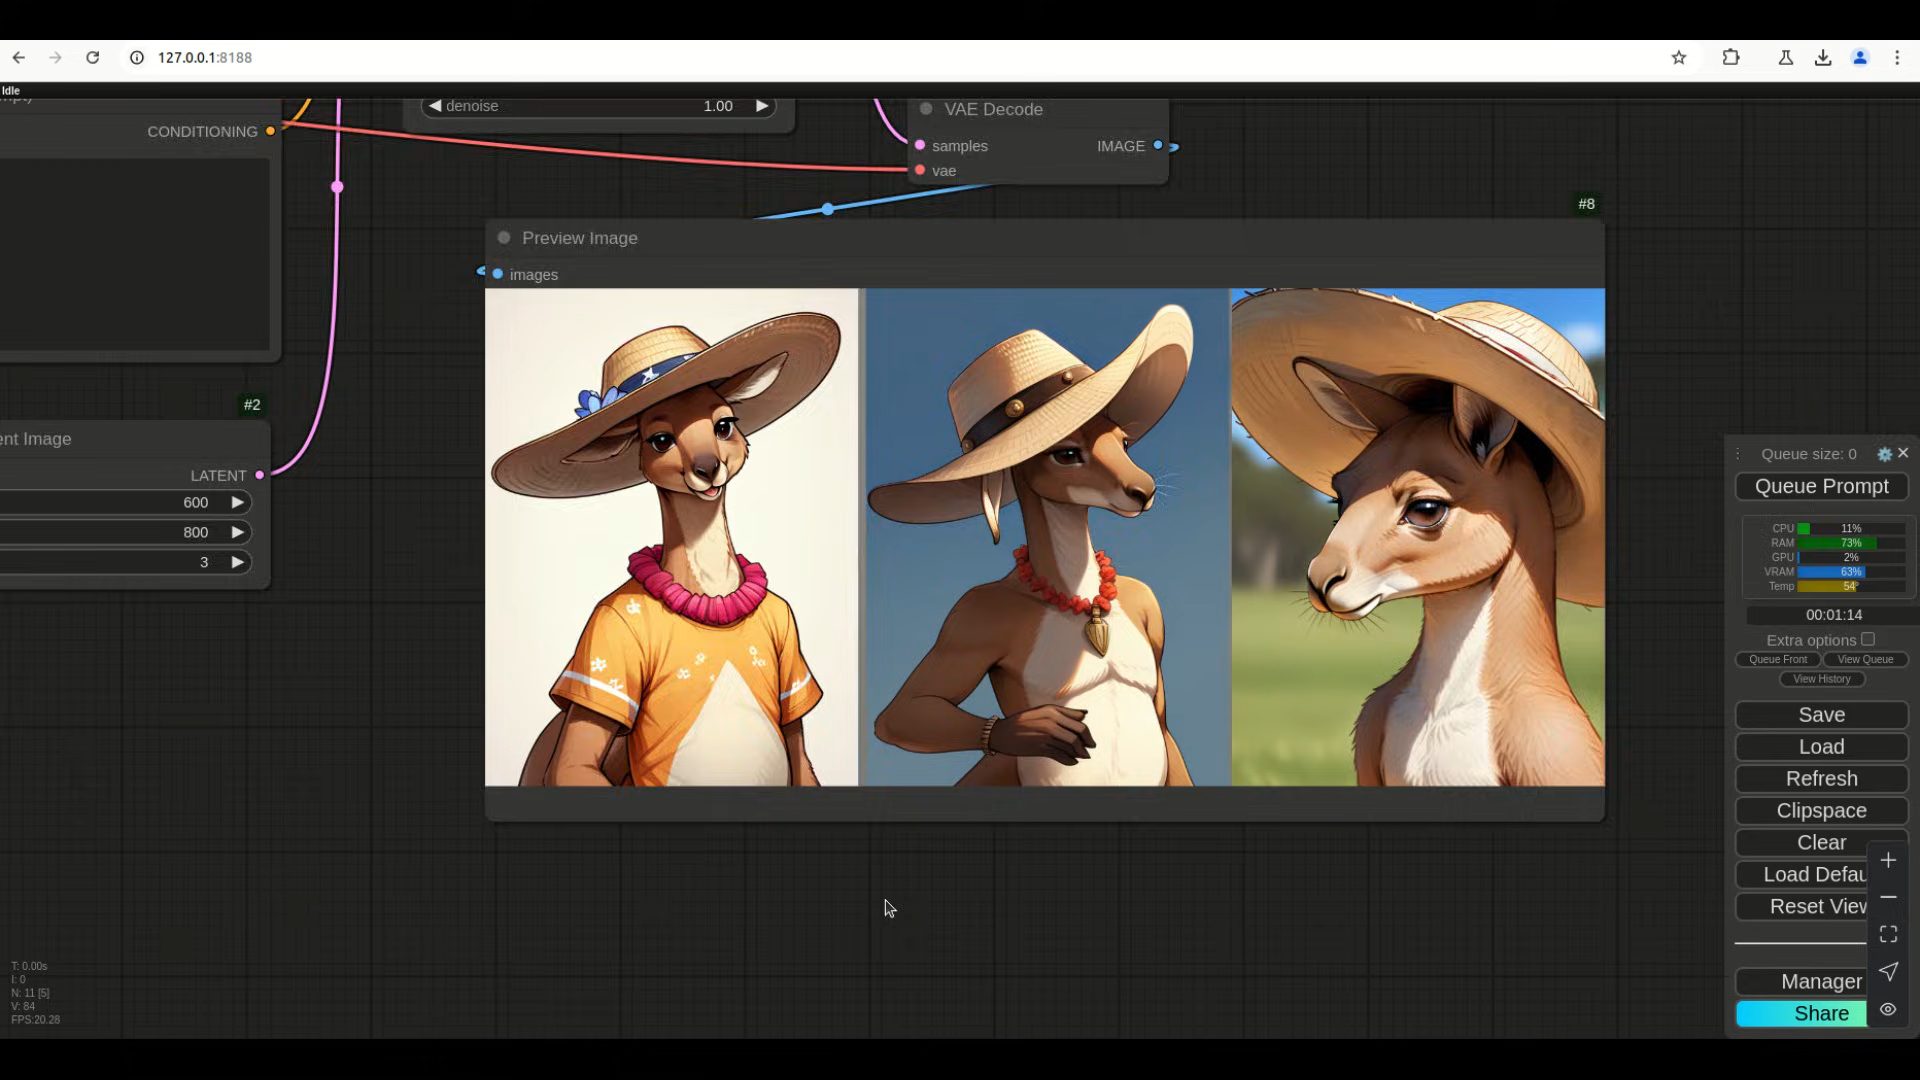 127.0.0.1:8188
Idle
denoise 1.00
VAE Decode
CONDITIONING
samples IMAGE
vae
#8
Preview Image
images
#2
ent Image
LATENT
600
800
3
Queue size: 0
Queue Prompt
CPU 11%
RAM 73%
GPU 2%
VRAM 63%
Temp 54°
00:01:14
Extra options
Queue Front View Queue
View History
Save
Load
Refresh
Clipspace
Clear
Load Defau
Reset View
Manager
Share
T: 0.00s
I: 0
N: 11 [5]
V: 84
FPS:20.28